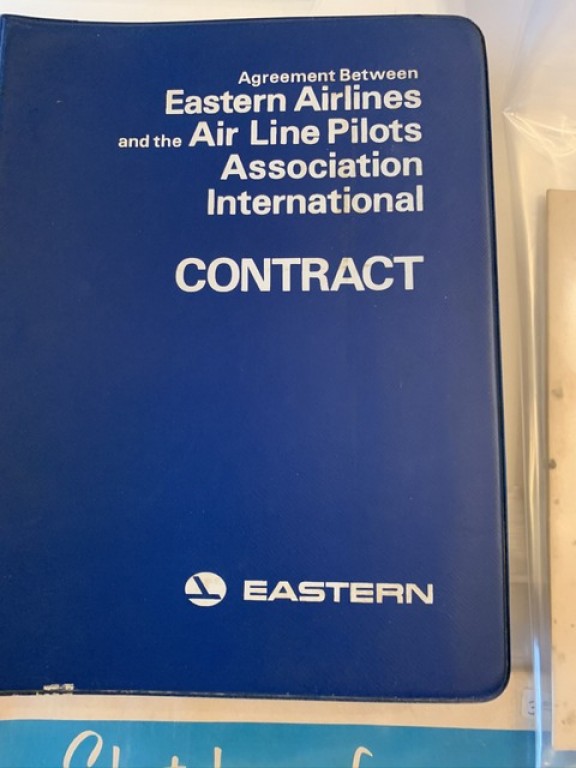 Agreement Between
Eastern Airlines
and the Air Line Pilots
Association
International
CONTRACT
EASTERN